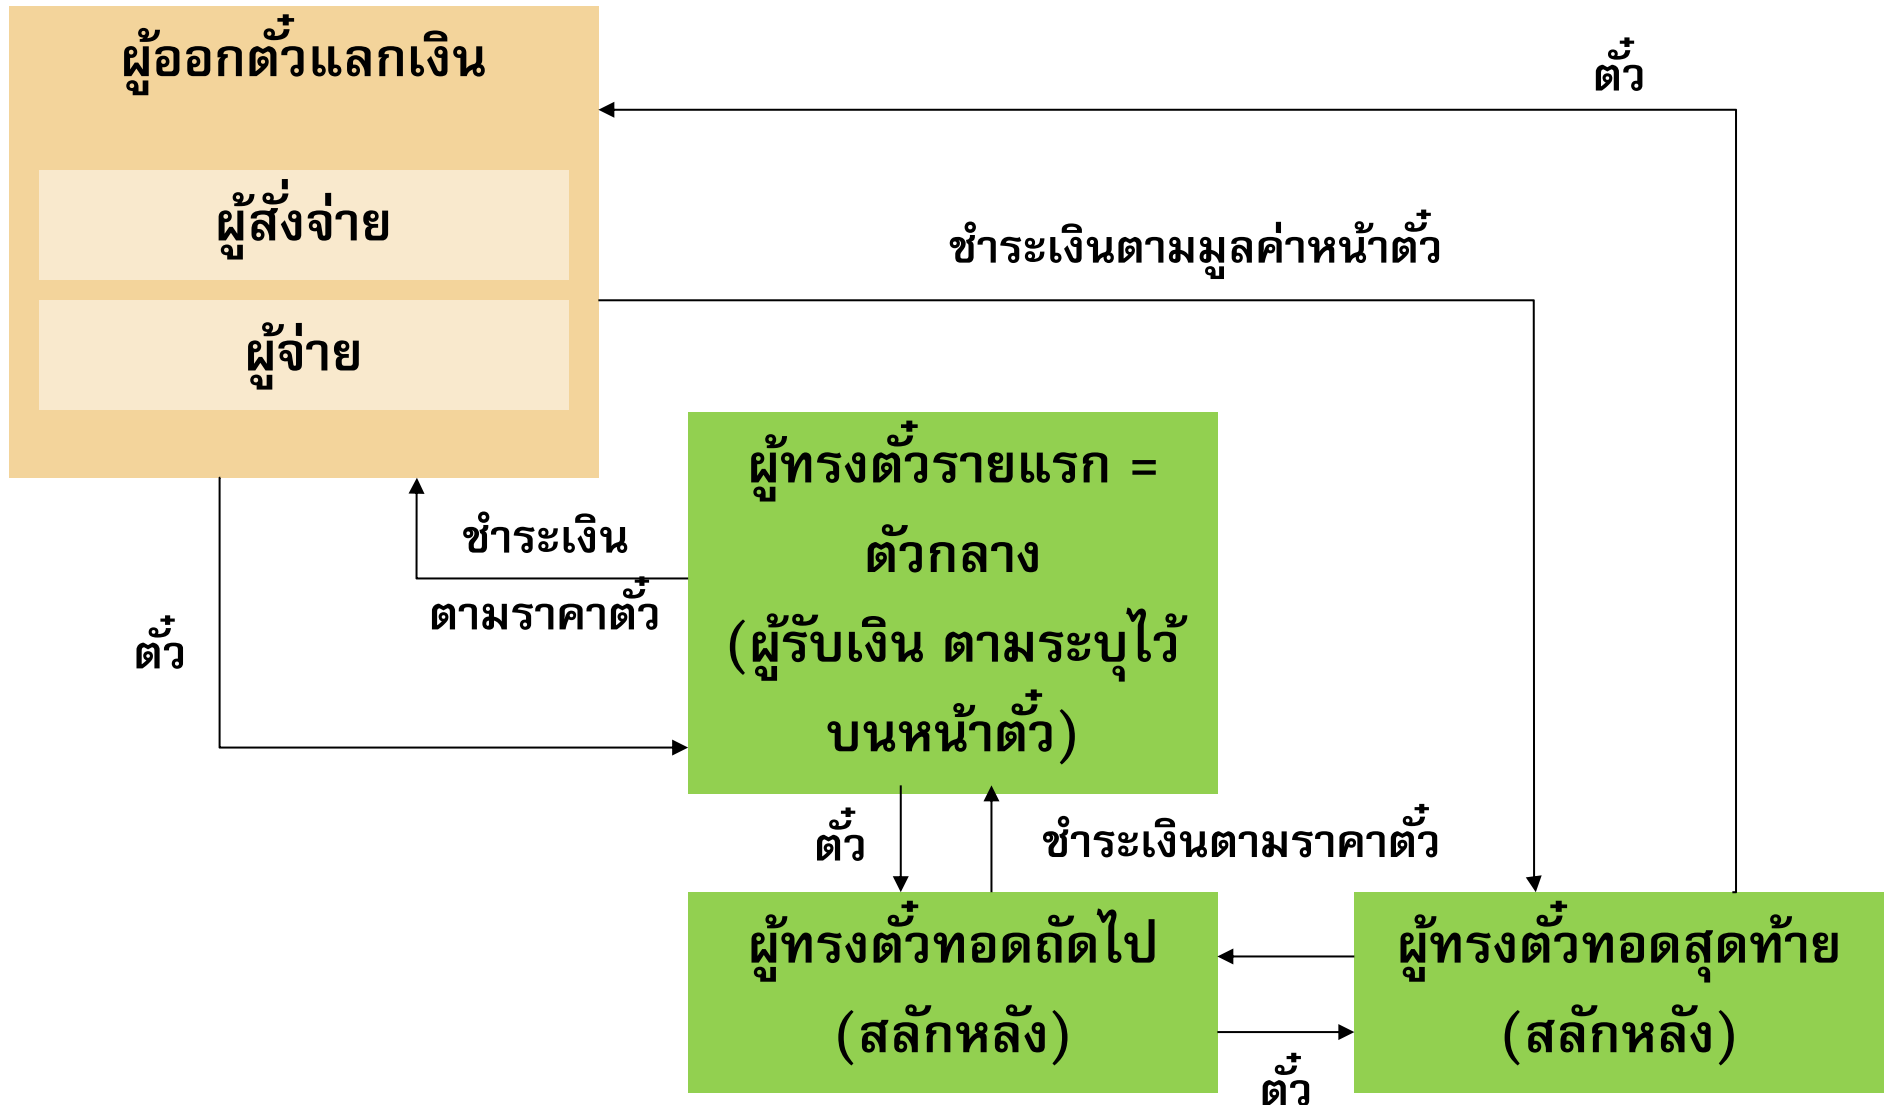 ผู้ออกตั๋วแลกเงิน
ตั๋ว
ผู้สั่งจ่าย
ชำระเงินตามมูลค่าหน้าตั๋ว
ผู้จ่าย
ผู้ทรงตั๋วรายแรก =
ตัวกลาง
(ผู้รับเงิน ตามระบุไว้
บนหน้าตั๋ว)
ชำระเงิน
ตามราคาตั๋ว
ตั๋ว
ตั๋ว
ชำระเงินตามราคาตั๋ว
ผู้ทรงตั๋วทอดถัดไป
(สลักหลัง)
ผู้ทรงตั๋วทอดสุดท้าย
(สลักหลัง)
ตั๋ว